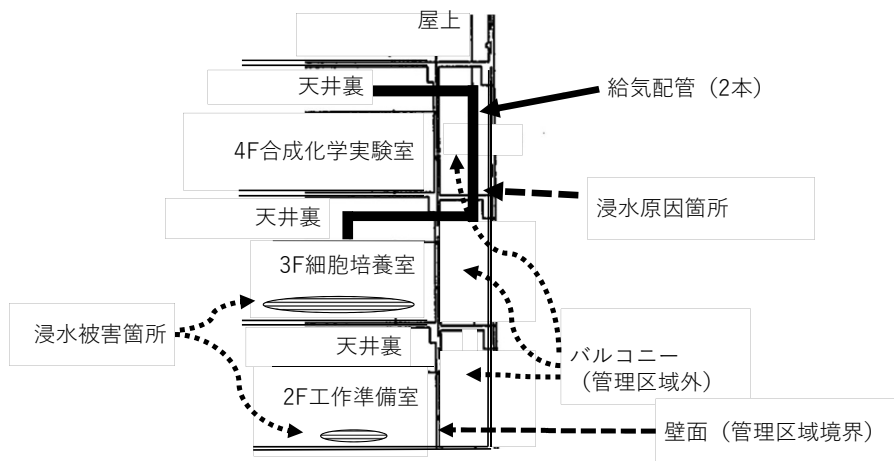 屋上
天井裏
給気配管（2本）
4F合成化学実験室
浸水原因箇所
天井裏
3F細胞培養室
浸水被害箇所
天井裏
バルコニー
（管理区域外）
2F工作準備室
壁面（管理区域境界）